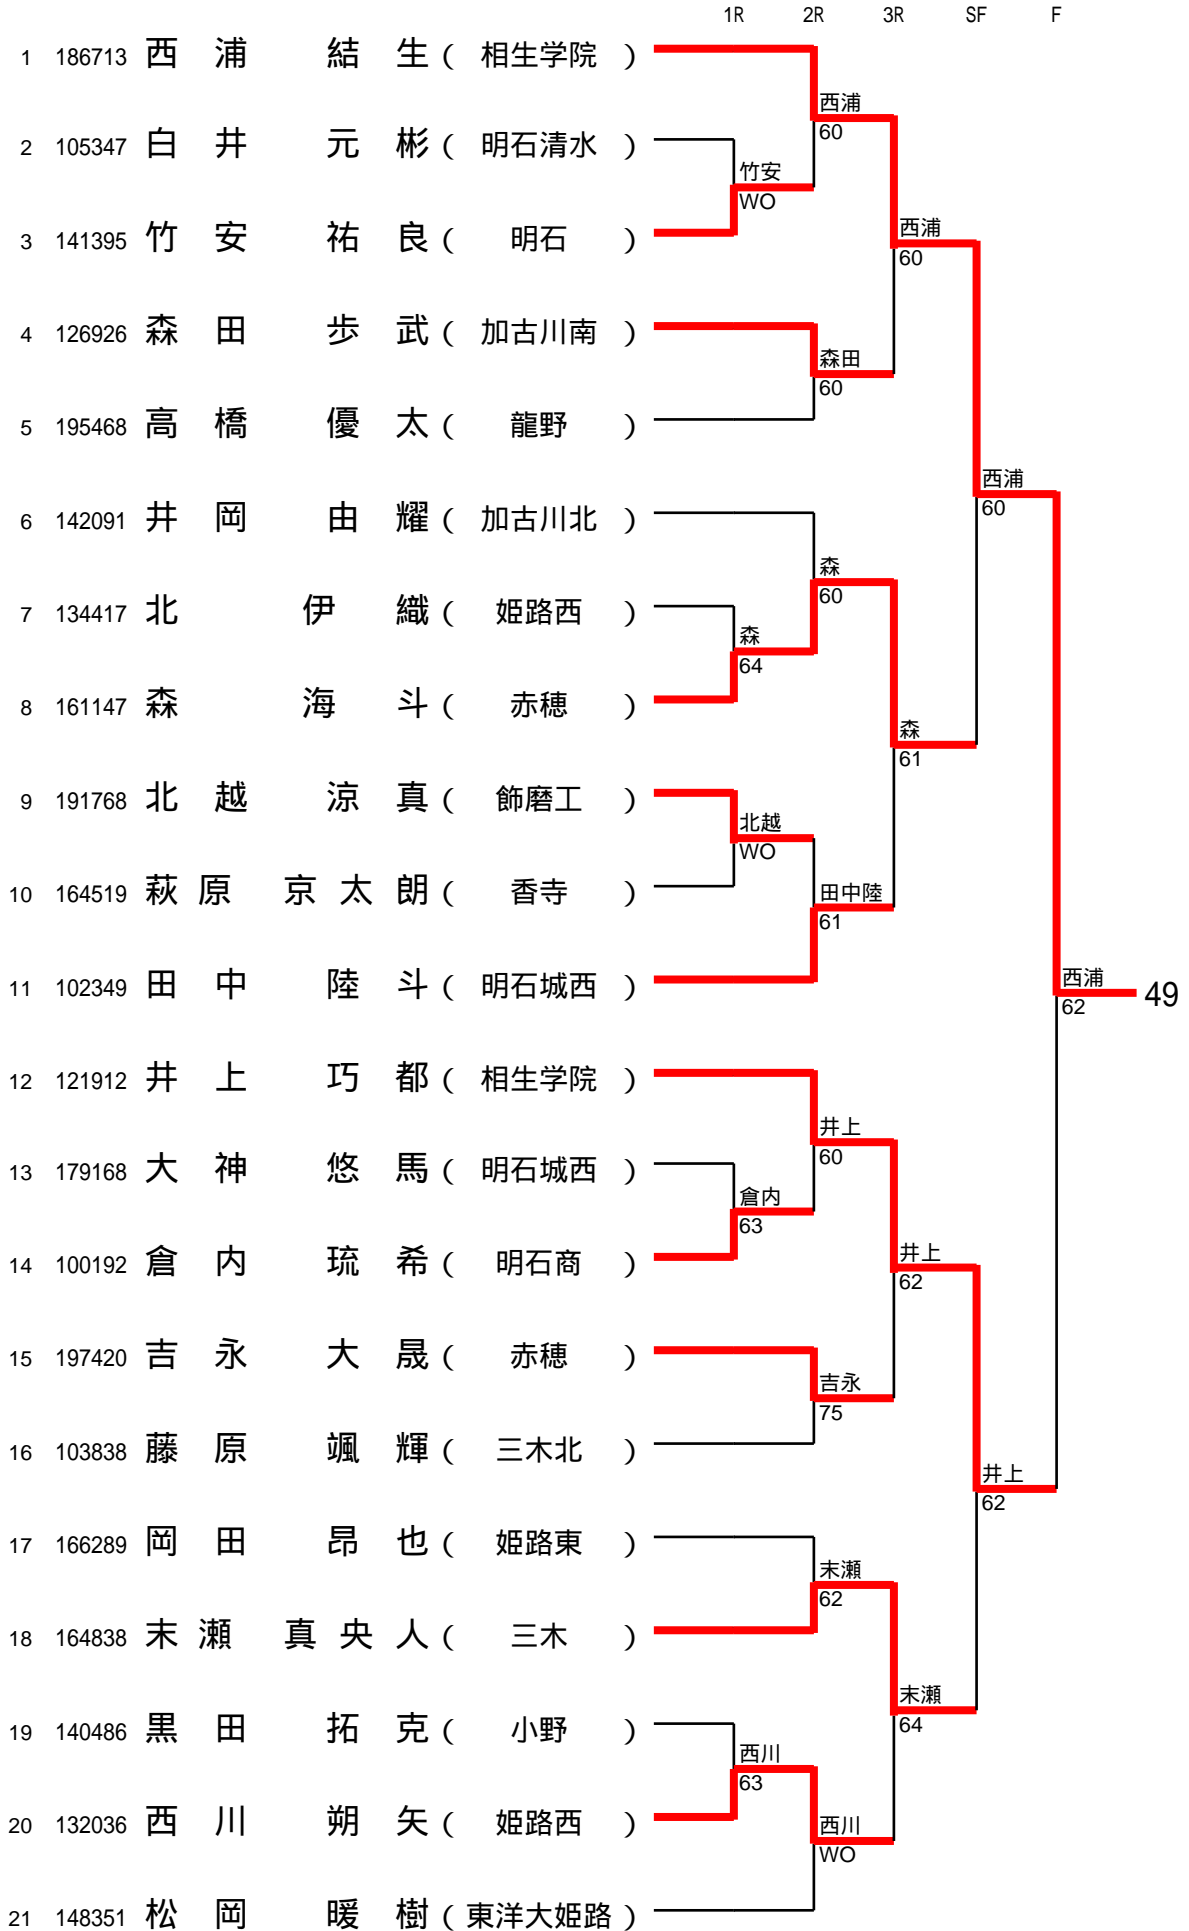 1R 2R 3R SF F
1 186713 西浦 結生 ( 相生学院 )
西浦
60
2 105347 白井 元彬 ( 明石清水 )
竹安
WO
3 141395 竹安 祐良 ( 明石 )
西浦
60
4 126926 森田 歩武 ( 加古川南 )
森田
60
5 195468 高橋 優太 ( 龍野 )
西浦
60
6 142091 井岡 由耀 ( 加古川北 )
森
60
7 134417 北 伊織 ( 姫路西 )
森
64
8 161147 森 海斗 ( 赤穂 )
森
61
9 191768 北越 涼真 ( 飾磨工 )
北越
WO
10 164519 萩原 京太朗 ( 香寺 )
田中陸
61
11 102349 田中 陸斗 ( 明石城西 )
西浦
62
49
12 121912 井上 巧都 ( 相生学院 )
井上
60
13 179168 大神 悠馬 ( 明石城西 )
倉内
63
14 100192 倉内 琉希 ( 明石商 )
井上
62
15 197420 吉永 大晟 ( 赤穂 )
吉永
75
16 103838 藤原 颯輝 ( 三木北 )
井上
62
17 166289 岡田 昂也 ( 姫路東 )
末瀬
62
18 164838 末瀬 真央人 ( 三木 )
末瀬
64
19 140486 黒田 拓克 ( 小野 )
西川
63
20 132036 西川 朔矢 ( 姫路西 )
西川
WO
21 148351 松岡 暖樹 ( 東洋大姫路 )